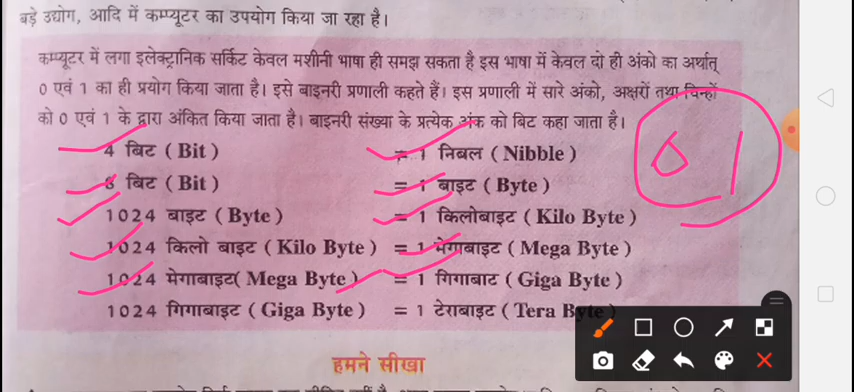 बड़े उद्योग, आदि में कम्प्यूटर का उपयोग किया जा रहा है।
कम्प्यूटर में लगा इलेक्ट्रानिक सर्किट केवल मशीनी भाषा ही समझ सकता है इस भाषा में केवल दो ही अंको का अर्थात्
0 एवं 1 का ही प्रयोग किया जाता है। इसे बाइनरी प्रणाली कहते हैं। इस प्रणाली में सारे अंको, अक्षरों तथा चिन्हों
को 0 एवं 1 के द्वारा अंकित किया जाता है। बाइनरी संख्या के प्रत्येक अंक को बिट कहा जाता है।
0 1
4 बिट ( Bit ) = 1 निबल ( Nibble )
8 बिट ( Bit ) = 1 बाइट ( Byte )
1024 बाइट ( Byte ) = 1 किलोबाइट ( Kilo Byte )
1024 किलो बाइट ( Kilo Byte ) = 1 मेगाबाइट ( Mega Byte )
1024 मेगाबाइट( Mega Byte ) = 1 गिगाबाट ( Giga Byte )
1024 गिगाबाइट ( Giga Byte ) = 1 टेराबाइट ( Tera Byte )
हमने सीखा